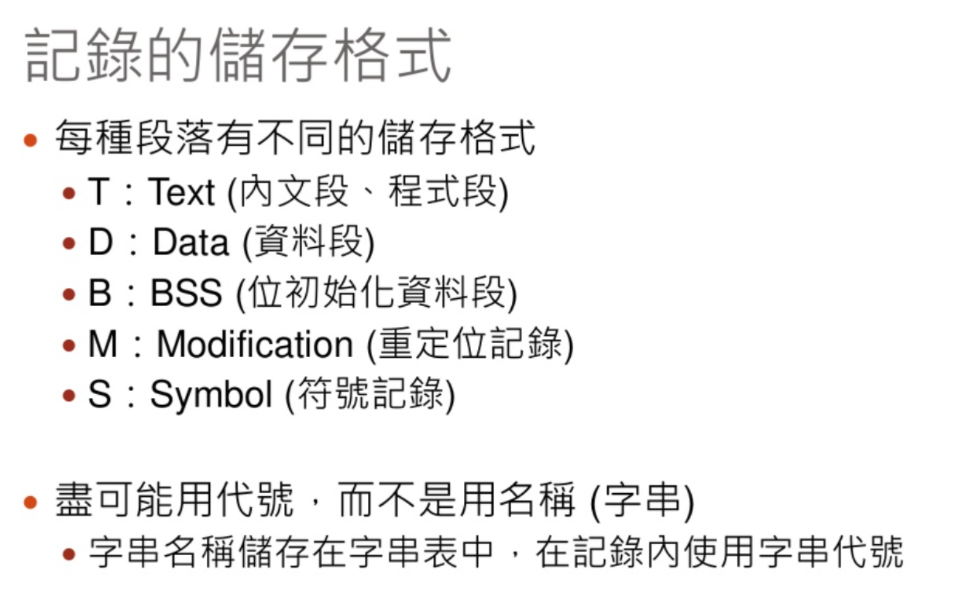 記錄的儲存格式
• 每種段落有不同的儲存格式
• T：Text (內文段、程式段)
• D：Data (資料段)
• B：BSS (位初始化資料段)
• M：Modification (重定位記錄)
• S：Symbol (符號記錄)
• 盡可能用代號，而不是用名稱 (字串)
• 字串名稱儲存在字串表中，在記錄內使用字串代號